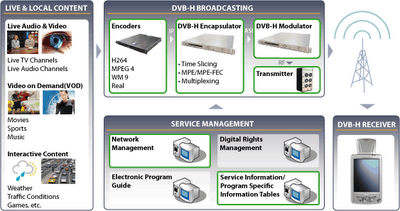 LIVE & LOCAL CONTENT
Live Audio & Video
Live TV Channels
Live Audio Channels
Video on Demand(VOD)
Movies
Sports
Music
Interactive Content
Weather
Traffic Conditions
Games, etc.
DVB-H BROADCASTING
Encoders
H264
MPEG 4
WM 9
Real
IP
DVB-H Encapsulator
• Time Slicing
• MPE/MPE-FEC
• Multiplexing
ASI
DVB-H Modulator
RF
Transmitter
SERVICE MANAGEMENT
Network
Management
Digital Rights
Management
Electronic Program
Guide
Service Information/
Program Specific
Information Tables
DVB-H RECEIVER